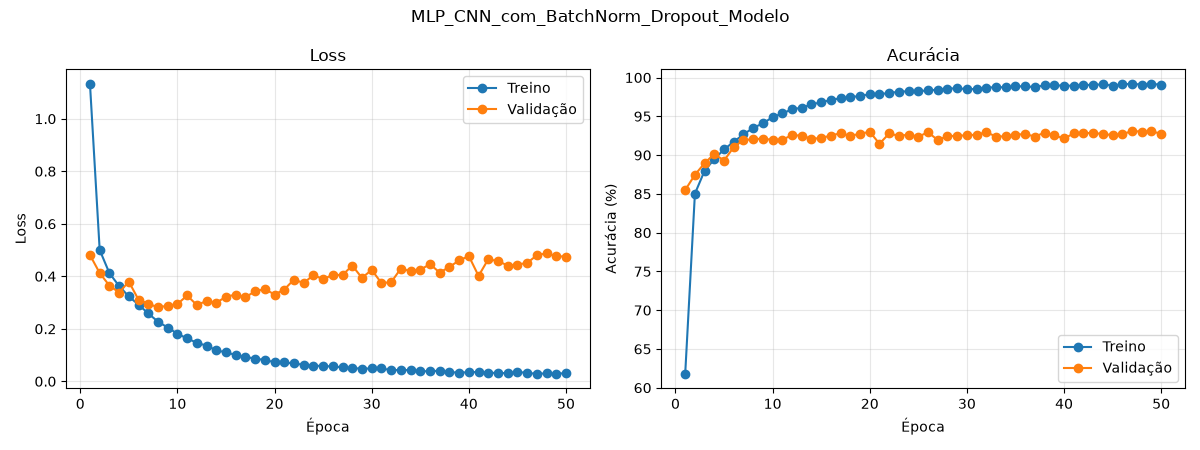 MLP_CNN_com_BatchNorm_Dropout_Modelo
Loss
Treino
Validação
1.0
0.8
0.6
0.4
0.2
0.0
Loss
0 10 20 30 40 50
Época
Acurácia
100
95
90
85
80
75
70
65
60
Acurácia (%)
Treino
Validação
0 10 20 30 40 50
Época